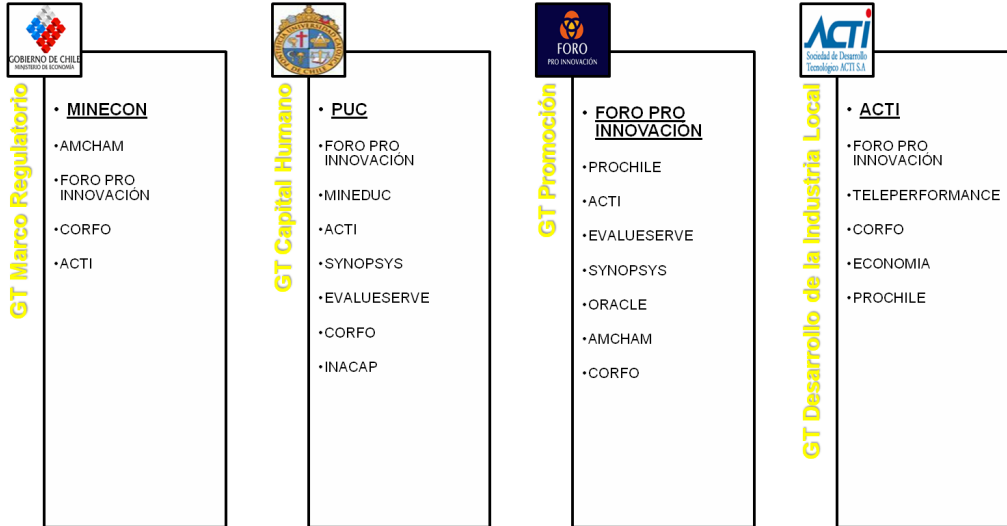 GOBIERNO DE CHILE
MINISTERIO DE ECONOMÍA
GT Marco Regulatorio
• MINECON
•AMCHAM
•FORO PRO
INNOVACIÓN
•CORFO
•ACTI
GT Capital Humano
• PUC
•FORO PRO
INNOVACIÓN
•MINEDUC
•ACTI
•SYNOPSYS
•EVALUESERVE
•CORFO
•INACAP
FORO
PRO INNOVACIÓN
GT Promoción
• FORO PRO
INNOVACIÓN
•PROCHILE
•ACTI
•EVALUESERVE
•SYNOPSYS
•ORACLE
•AMCHAM
•CORFO
ACTI
Sociedad de Desarrollo
Tecnológico ACTI S.A
GT Desarrollo de la Industria Local
• ACTI
•FORO PRO
INNOVACIÓN
•TELEPERFORMANCE
•CORFO
•ECONOMIA
•PROCHILE